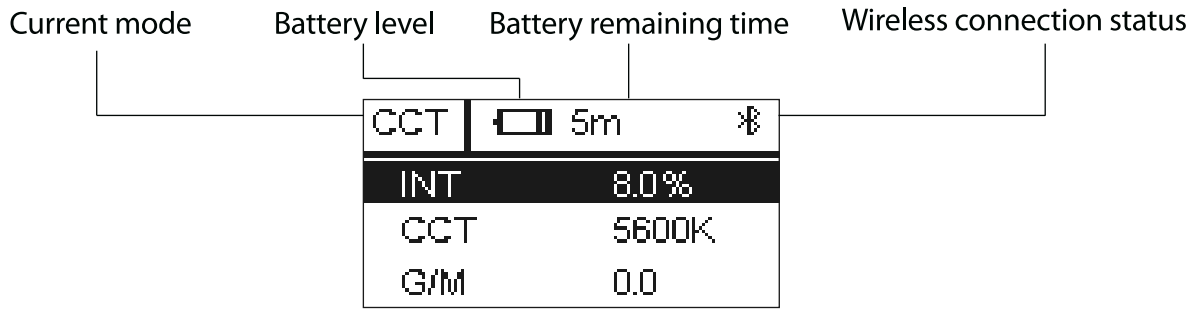 Current mode Battery level Battery remaining time Wireless connection status
CCT 5m
INT 8.0%
CCT 5600K
G/M 0.0